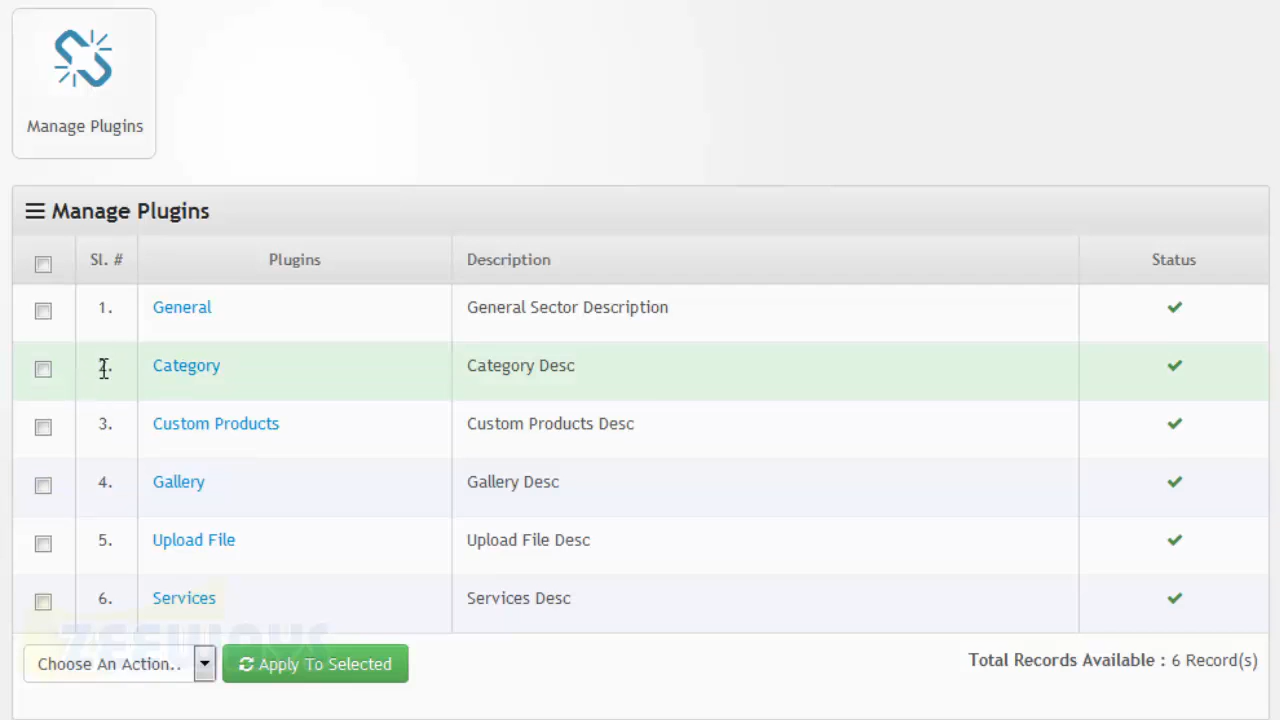 Manage Plugins
Manage Plugins
Sl. # Plugins Description Status
1. General General Sector Description
Category Category Desc
3. Custom Products Custom Products Desc
4. Gallery Gallery Desc
5. Upload File Upload File Desc
6. Services Services Desc
ZEEWAYS
Choose An Action.. Apply To Selected Total Records Available : 6 Record(s)